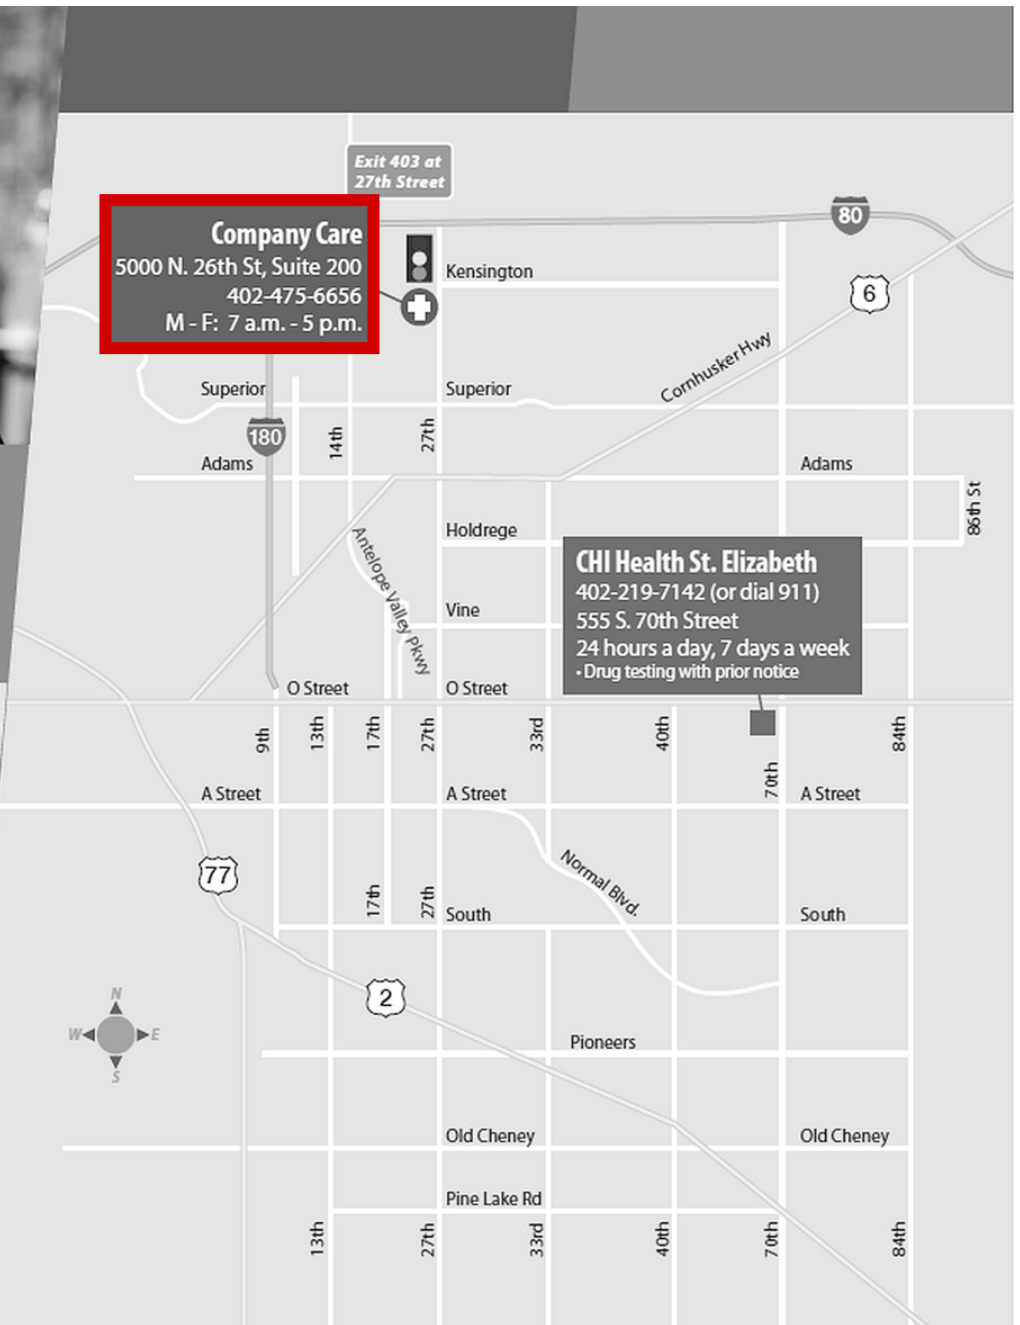 Exit 403 at
27th Street
80
Company Care
5000 N. 26th St, Suite 200
402-475-6656
M - F: 7 a.m. - 5 p.m.
Kensington
6
Cornhusker Hwy
Superior
Superior
180
14th
27th
Adams
Adams
86th St
Holdrege
Antelope Valley Pkwy
CHI Health St. Elizabeth
402-219-7142 (or dial 911)
555 S. 70th Street
24 hours a day, 7 days a week
• Drug testing with prior notice
Vine
O Street
O Street
9th
13th
17th
27th
33rd
40th
70th
84th
A Street
A Street
A Street
77
Normal Blvd.
17th
27th
South
South
2
N
W
E
S
Pioneers
Old Cheney
Old Cheney
Pine Lake Rd
13th
27th
33rd
40th
70th
84th